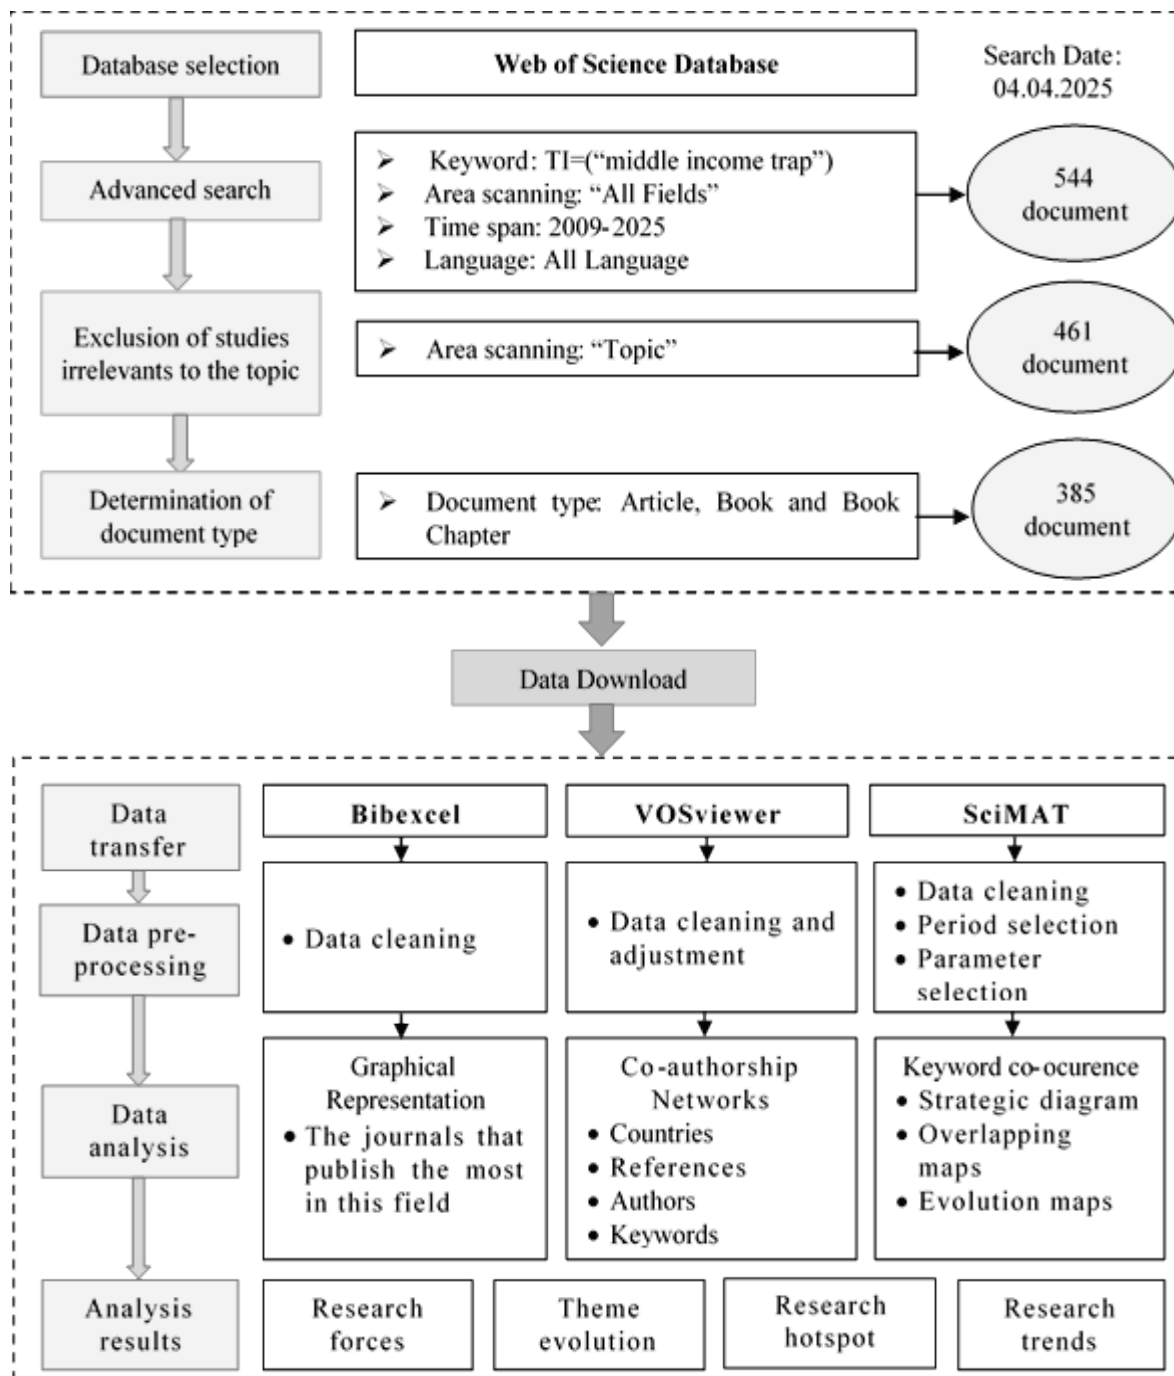 Database selection
Web of Science Database
Search Date:
04.04.2025
Advanced search
➢ Keyword: TI=(“middle income trap”)
➢ Area scanning: “All Fields”
➢ Time span: 2009-2025
➢ Language: All Language
544
document
Exclusion of studies
irrelevants to the topic
➢ Area scanning: “Topic”
461
document
Determination of
document type
➢ Document type: Article, Book and Book
Chapter
385
document
Data Download
Data
transfer
Bibexcel
VOSviewer
SciMAT
Data pre-
processing
• Data cleaning
• Data cleaning and
adjustment
• Data cleaning
• Period selection
• Parameter
selection
Data
analysis
Graphical
Representation
• The journals that
publish the most
in this field
Co-authorship
Networks
• Countries
• References
• Authors
• Keywords
Keyword co-ocurence
• Strategic diagram
• Overlapping
maps
• Evolution maps
Analysis
results
Research
forces
Theme
evolution
Research
hotspot
Research
trends